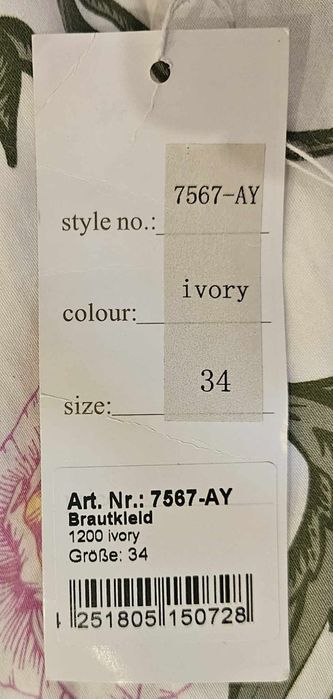 style no.: 7567-AY
colour: ivory
size: 34
Art. Nr.: 7567-AY
Brautkleid
1200 ivory
Größe: 34
4 251805 150728